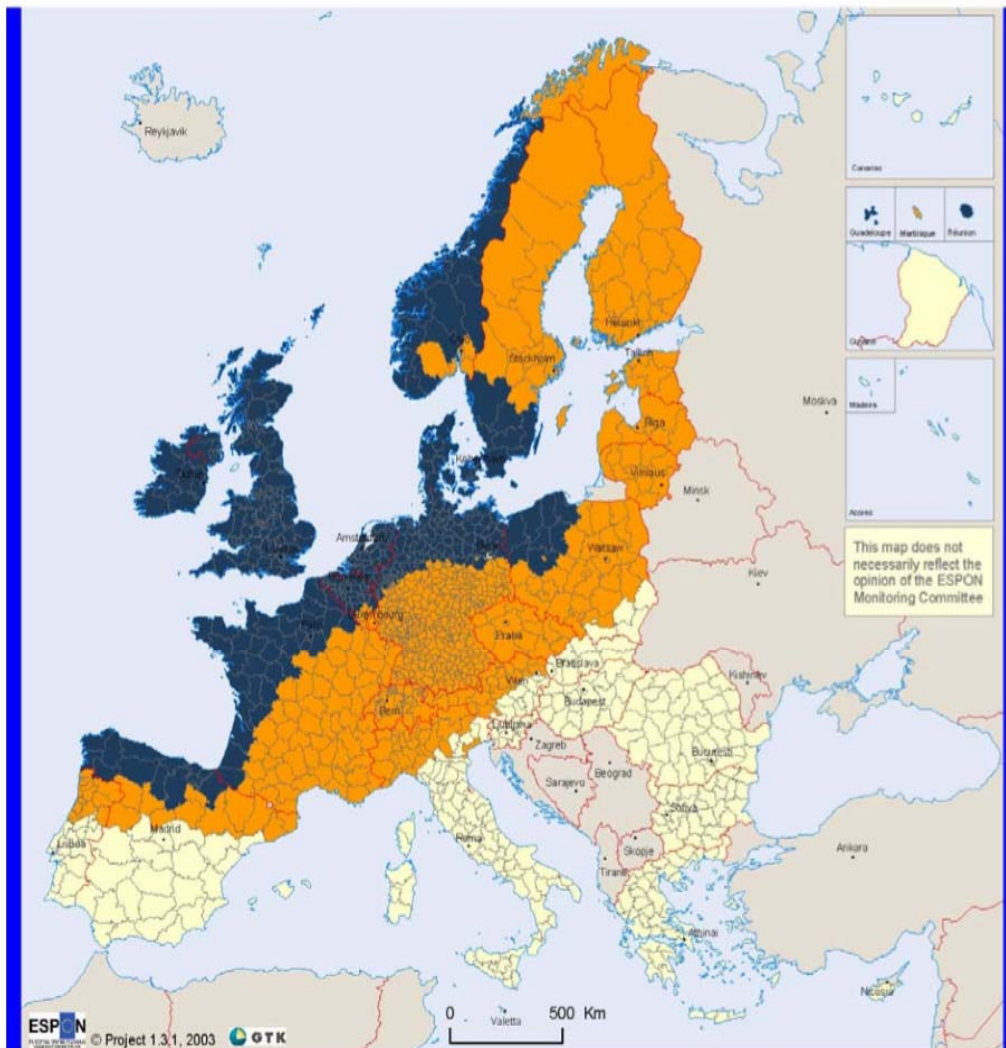 Reykjavik
Canarias
Guadeloupe
Martinique
Réunion
Guyane
Helsinki
Tallinn
Stockholm
Madeira
Moskva
Riga
Vilnius
Minsk
Azores
Amsterdam
Warsaw
Kiev
This map does not
necessarily reflect the
opinion of the ESPON
Monitoring Committee
Praha
Bratislava
Wien
Budapest
Kishinev
Bern
Ljubljana
Zagreb
Bucuresti
Beograd
Sarajevo
Sofiya
Madrid
Lisboa
Roma
Skopje
Tirana
Ankara
Athinai
Nicosia
Valetta
0 500 Km
ESPON
© Project 1.3.1, 2003
GTK